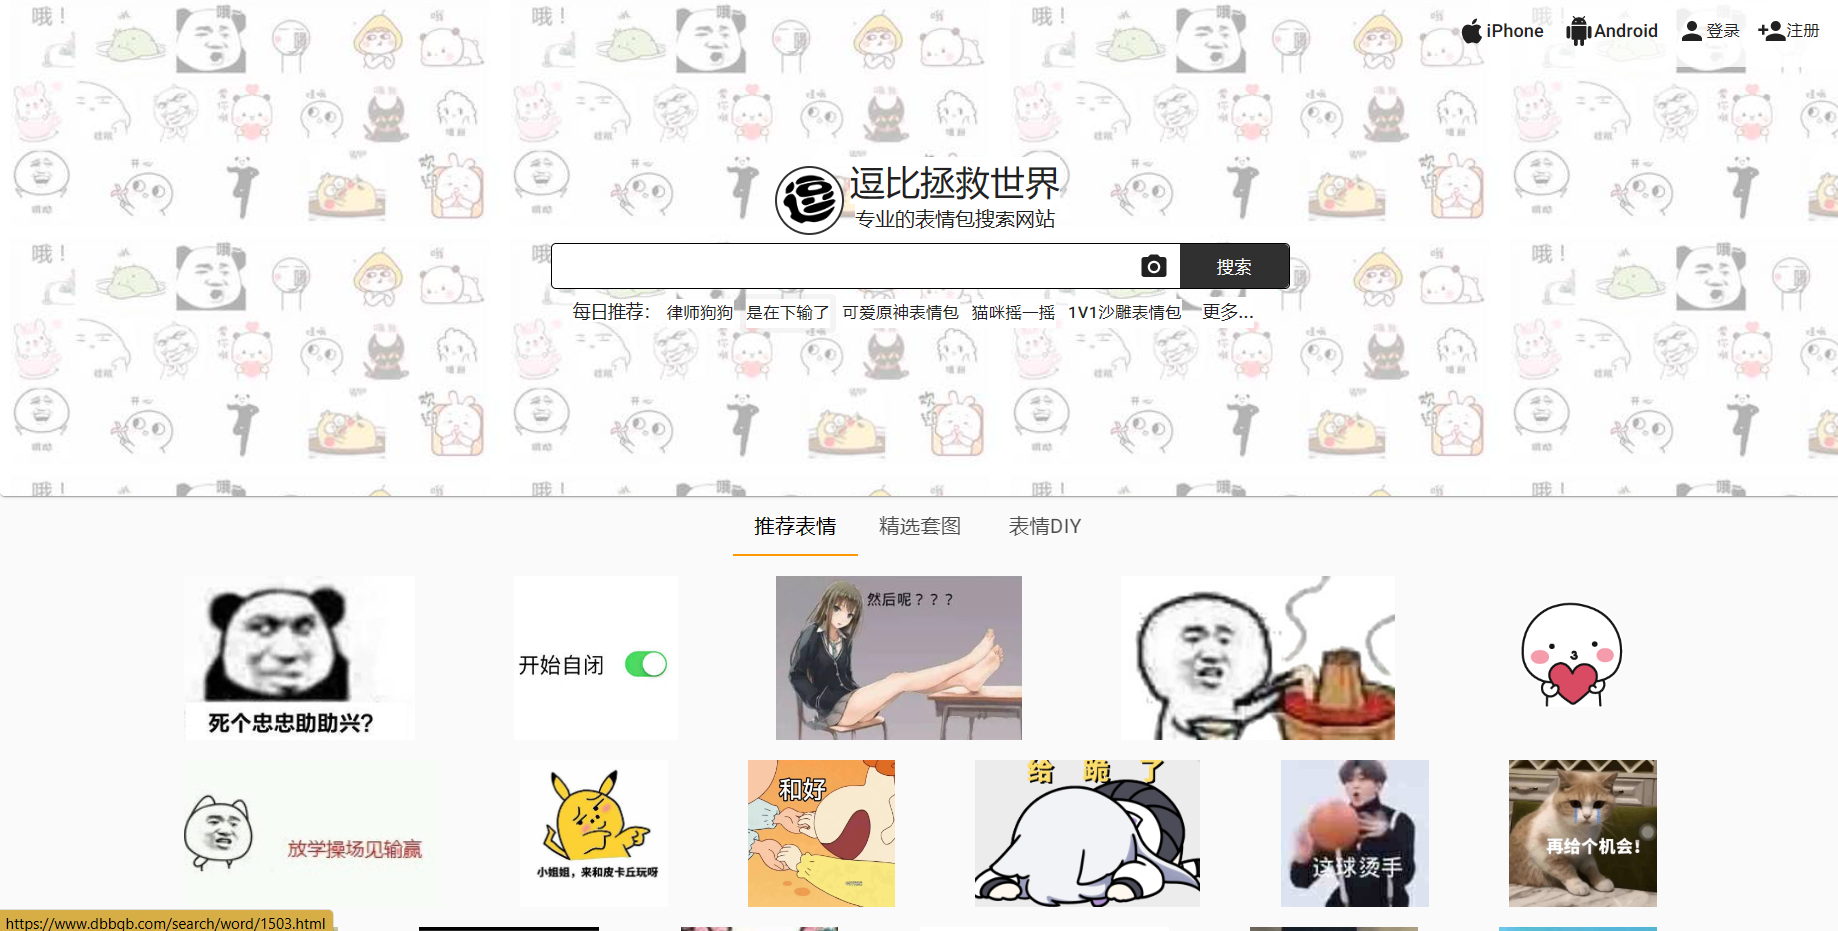 iPhone
Android
登录
注册
逗比拯救世界
专业的表情包搜索网站
搜索
每日推荐： 律师狗狗 是在下输了 可爱原神表情包 猫咪摇一摇 1V1沙雕表情包 更多...
推荐表情 精选套图 表情DIY
死个忠忠助助兴?
开始自闭
然后呢？？？
放学操场见输赢
小姐姐，来和皮卡丘玩呀
和好
给 跪 了
这球烫手
再给个机会!
https://www.dbbqb.com/search/word/1503.html